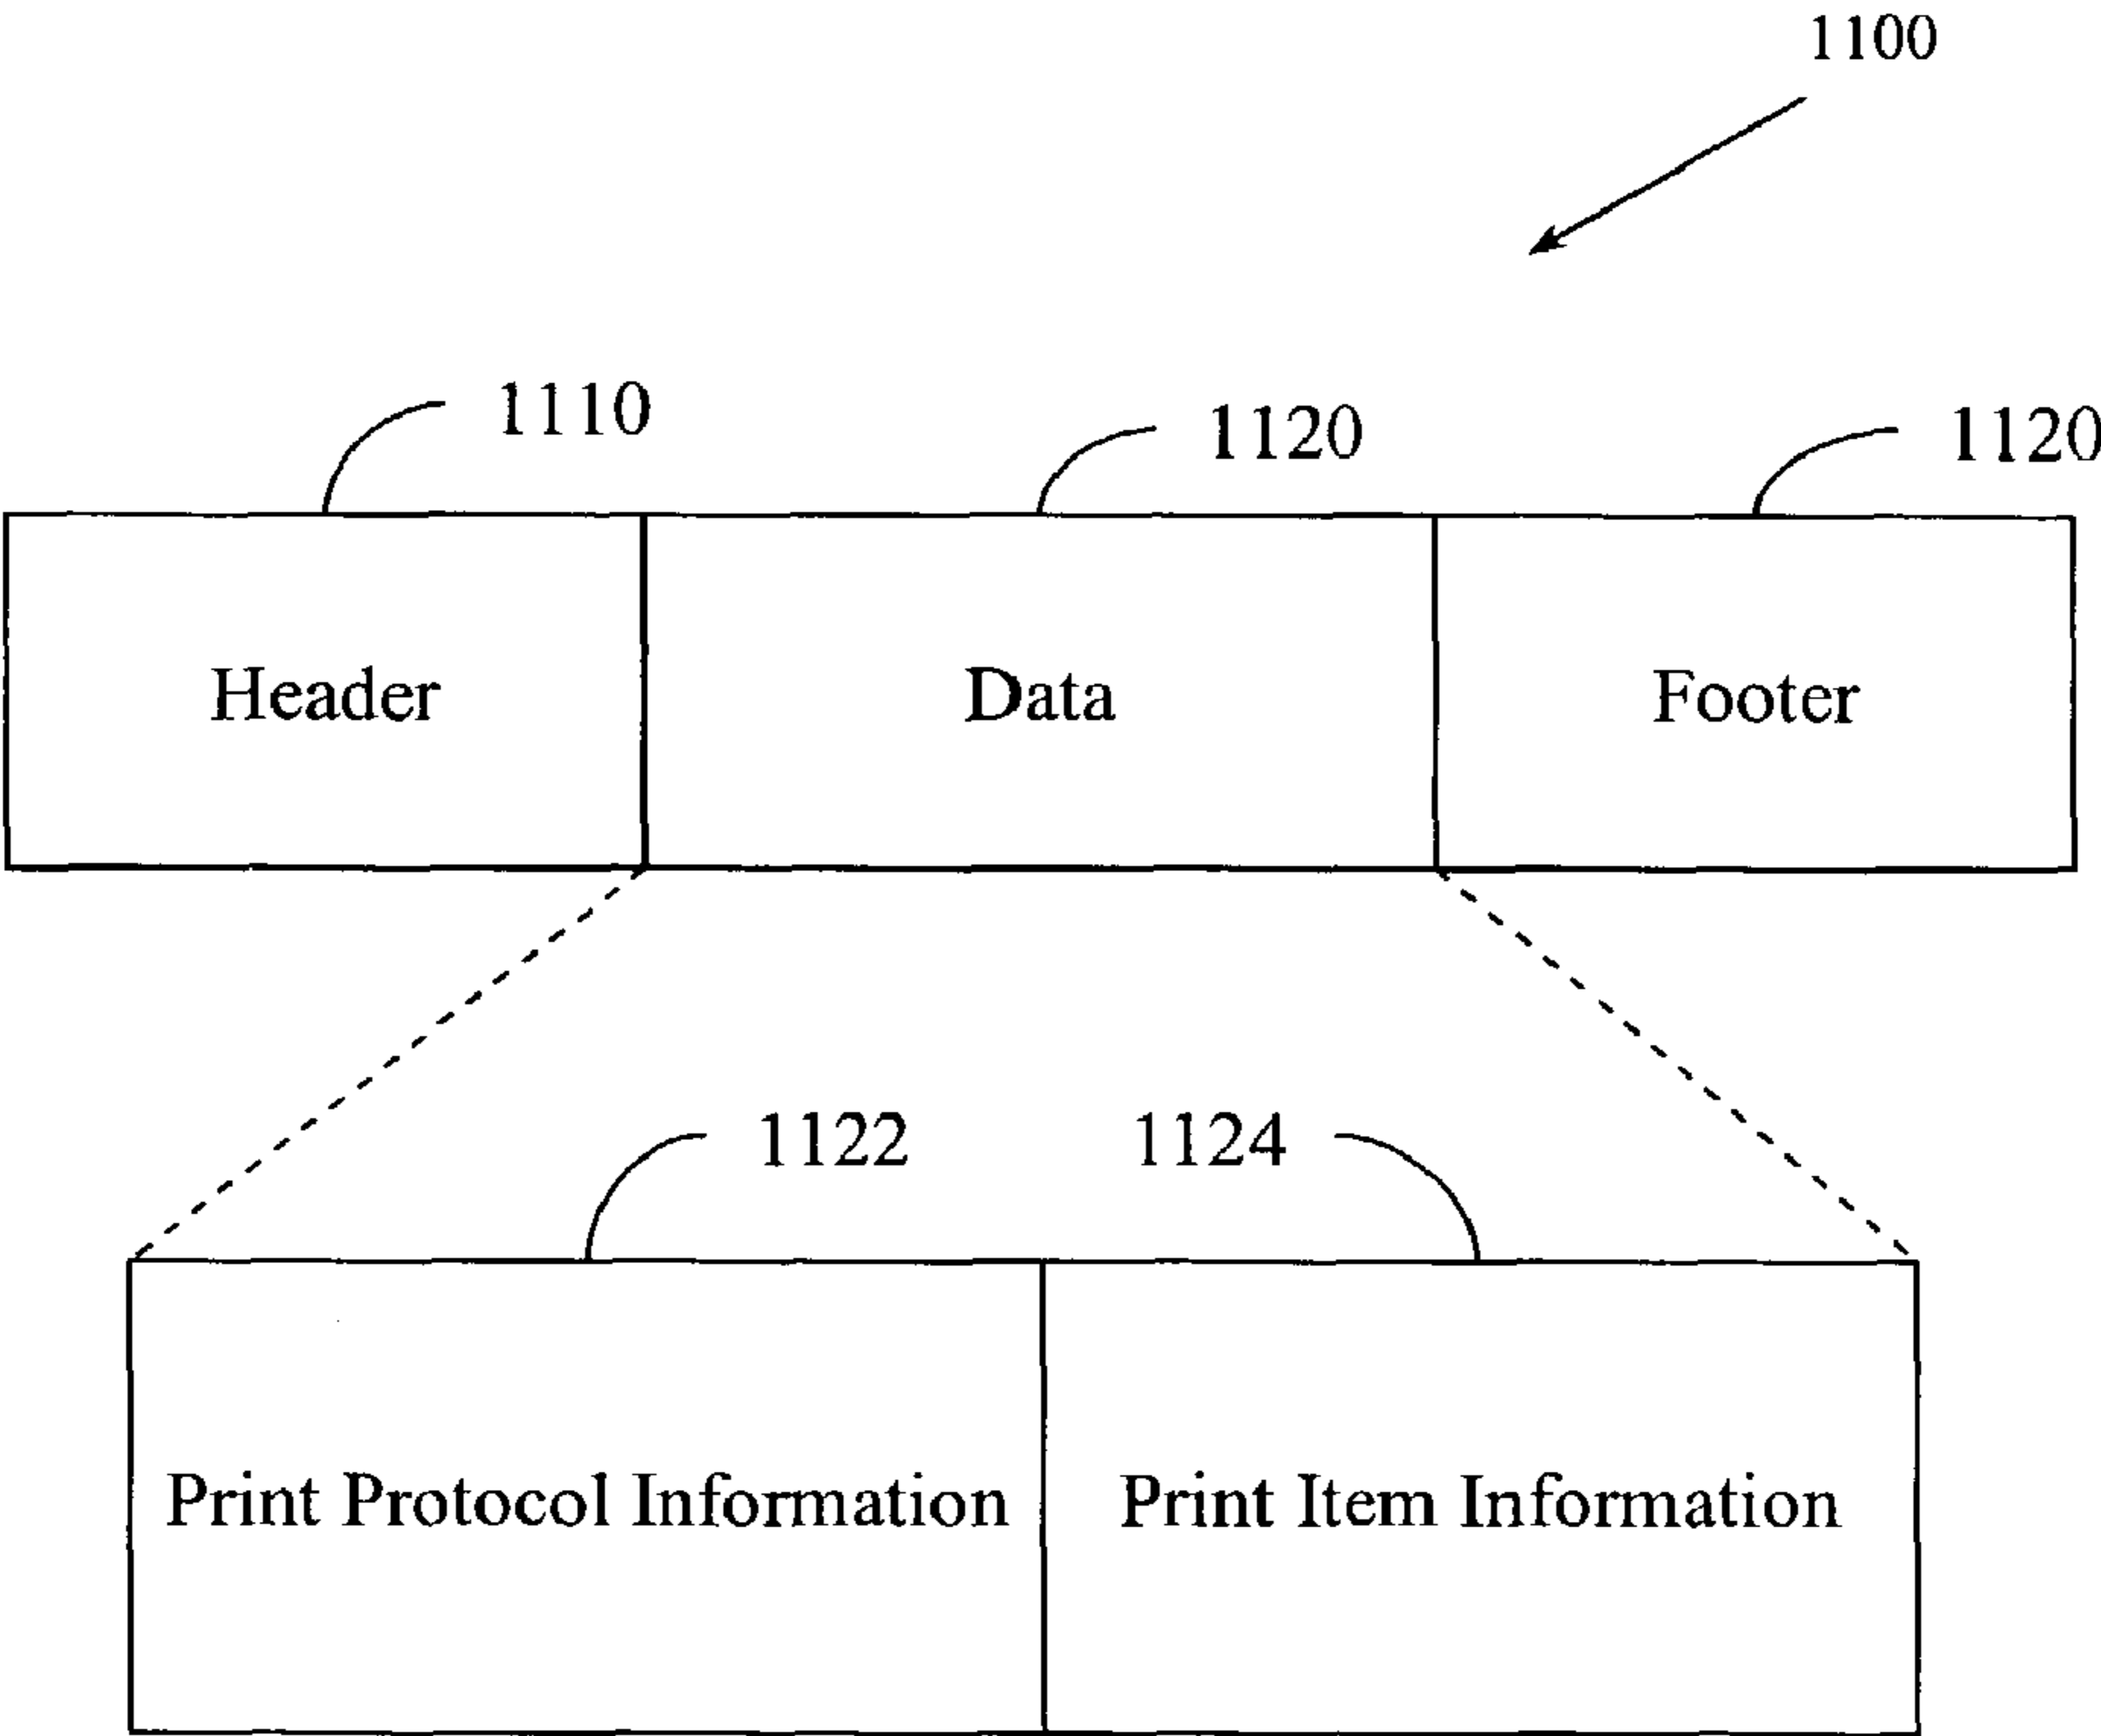 1100
1110
1120
1120
Header
Data
Footer
1122
1124
Print Protocol Information
Print Item Information